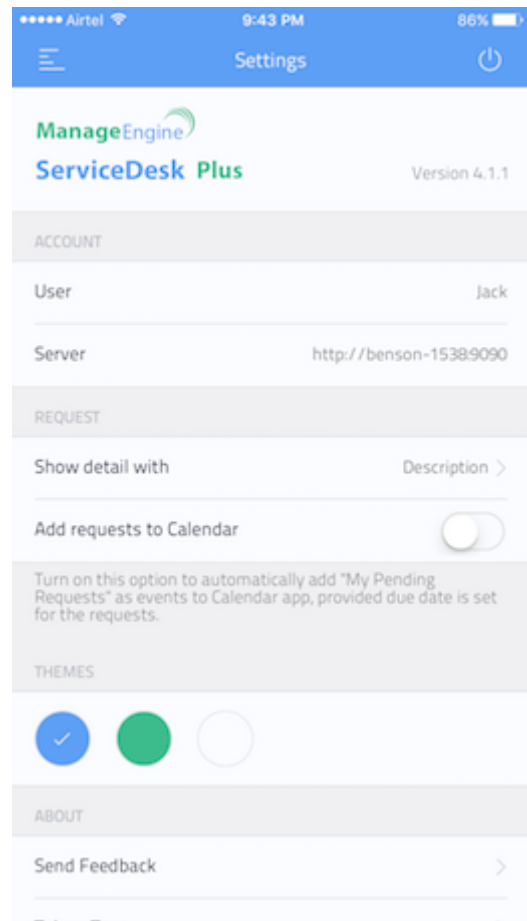 Airtel 9:43 PM 86%
Settings
ManageEngine
ServiceDesk Plus Version 4.1.1
ACCOUNT
User Jack
Server http://benson-1538:9090
REQUEST
Show detail with Description
Add requests to Calendar
Turn on this option to automatically add "My Pending
Requests" as events to Calendar app, provided due date is set
for the requests.
THEMES
ABOUT
Send Feedback